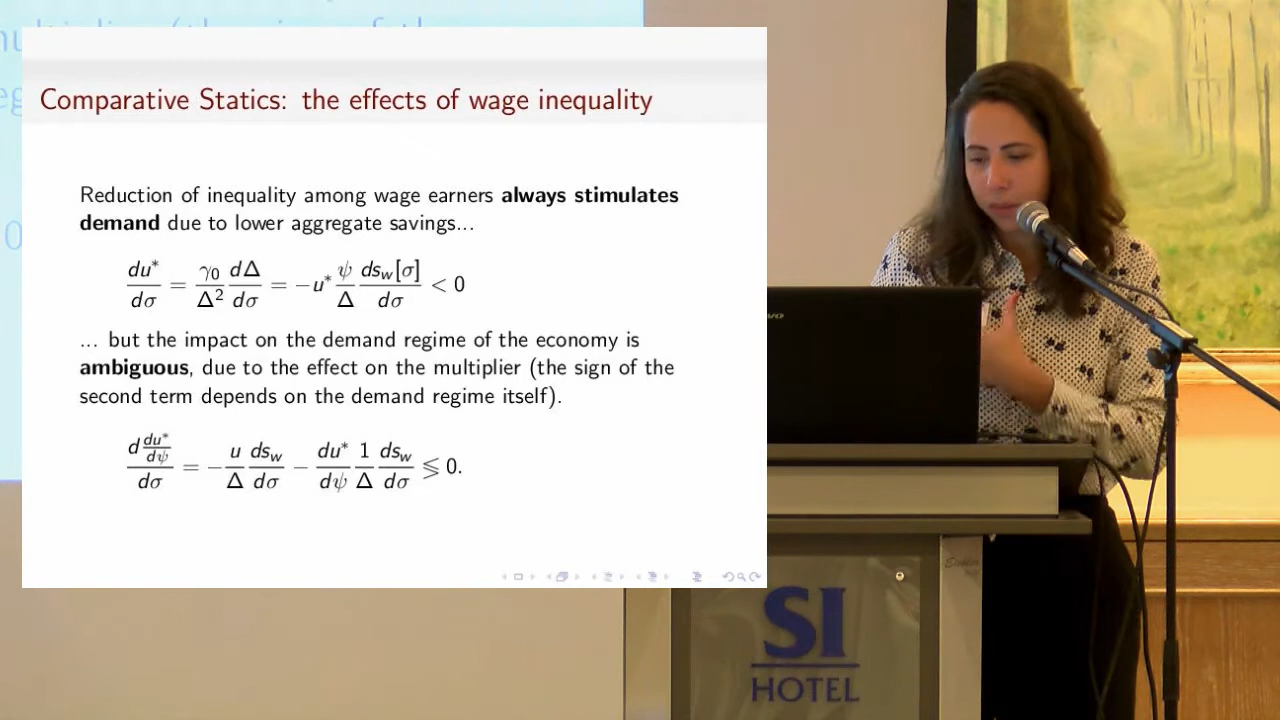 Comparative Statics: the effects of wage inequality
Reduction of inequality among wage earners always stimulates
demand due to lower aggregate savings...
du*/dσ = γ0/Δ² dΔ/dσ = −u* ψ/Δ ds_w[σ]/dσ < 0
... but the impact on the demand regime of the economy is
ambiguous, due to the effect on the multiplier (the sign of the
second term depends on the demand regime itself).
d du*/dψ / dσ = − u/Δ ds_w/dσ − du*/dψ 1/Δ ds_w/dσ ≶ 0.
SI
HOTEL